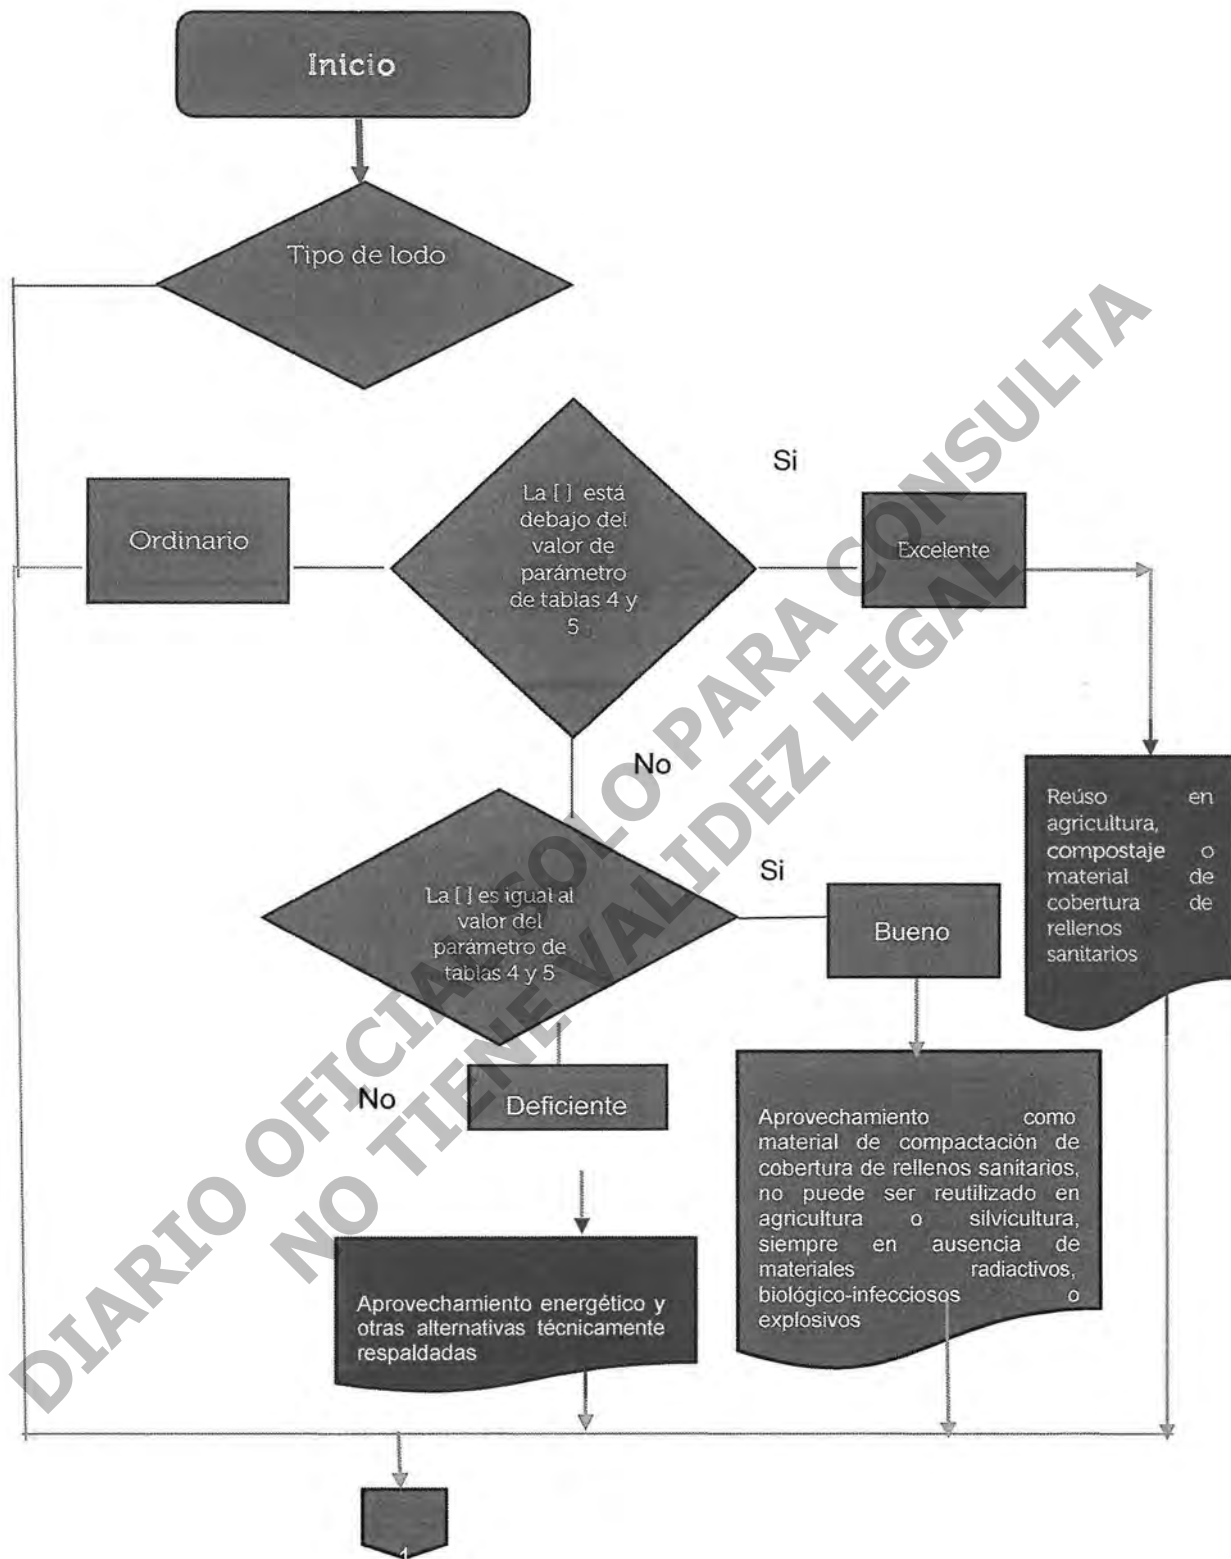 Inicio
Tipo de lodo
Si
La [ ] está
debajo del
valor de
parámetro
de tablas 4 y
5
Ordinario
Excelente
No
Reúso en
agricultura,
compostaje o
material de
cobertura de
rellenos
sanitarios
La [ ] es igual al
valor del
parámetro de
tablas 4 y 5
Si
Bueno
No
Deficiente
Aprovechamiento como
material de compactación de
cobertura de rellenos sanitarios,
no puede ser reutilizado en
agricultura o silvicultura,
siempre en ausencia de
materiales radiactivos,
biológico-infecciosos o
explosivos
Aprovechamiento energético y
otras alternativas técnicamente
respaldadas
1
DIARIO OFICIAL SOLO PARA CONSULTA
NO TIENE VALIDEZ LEGAL